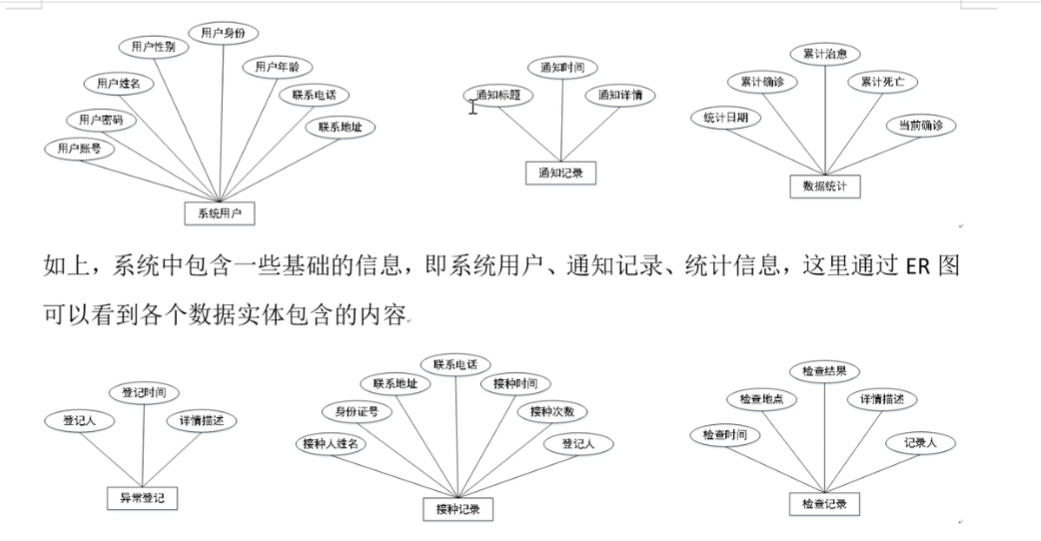 用户身份
用户性别
用户年龄
用户姓名
联系电话
用户密码
联系地址
用户账号
系统用户
通知时间
通知标题
通知详情
通知记录
累计治愈
累计确诊
累计死亡
统计日期
当前确诊
数据统计
如上，系统中包含一些基础的信息，即系统用户、通知记录、统计信息，这里通过 ER 图
可以看到各个数据实体包含的内容
登记时间
登记人
详情描述
异常登记
联系电话
联系地址
接种时间
身份证号
接种次数
接种人姓名
登记人
接种记录
检查结果
检查地点
详情描述
检查时间
记录人
检查记录